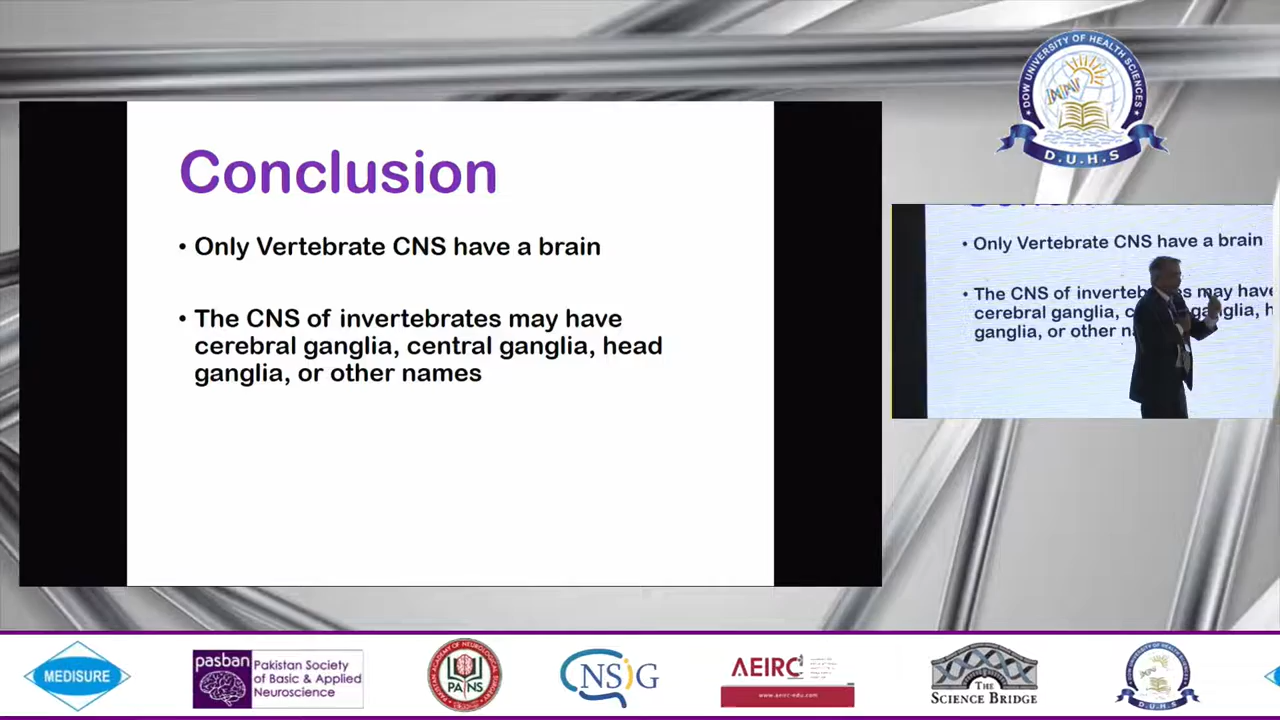 Conclusion
• Only Vertebrate CNS have a brain
• The CNS of invertebrates may have
cerebral ganglia, central ganglia, head
ganglia, or other names
DOW UNIVERSITY OF HEALTH SCIENCES
D.U.H.S
• Only Vertebrate CNS have a brain
• The CNS of inverteb s may have
cerebral ganglia, c ganglia, h
ganglia, or other n
MEDISURE
pasban
Pakistan Society
of Basic & Applied
Neuroscience
PANS
NSIG
AEIRC
www.aeirc-edu.com
THE
SCIENCE BRIDGE
D.U.H.S